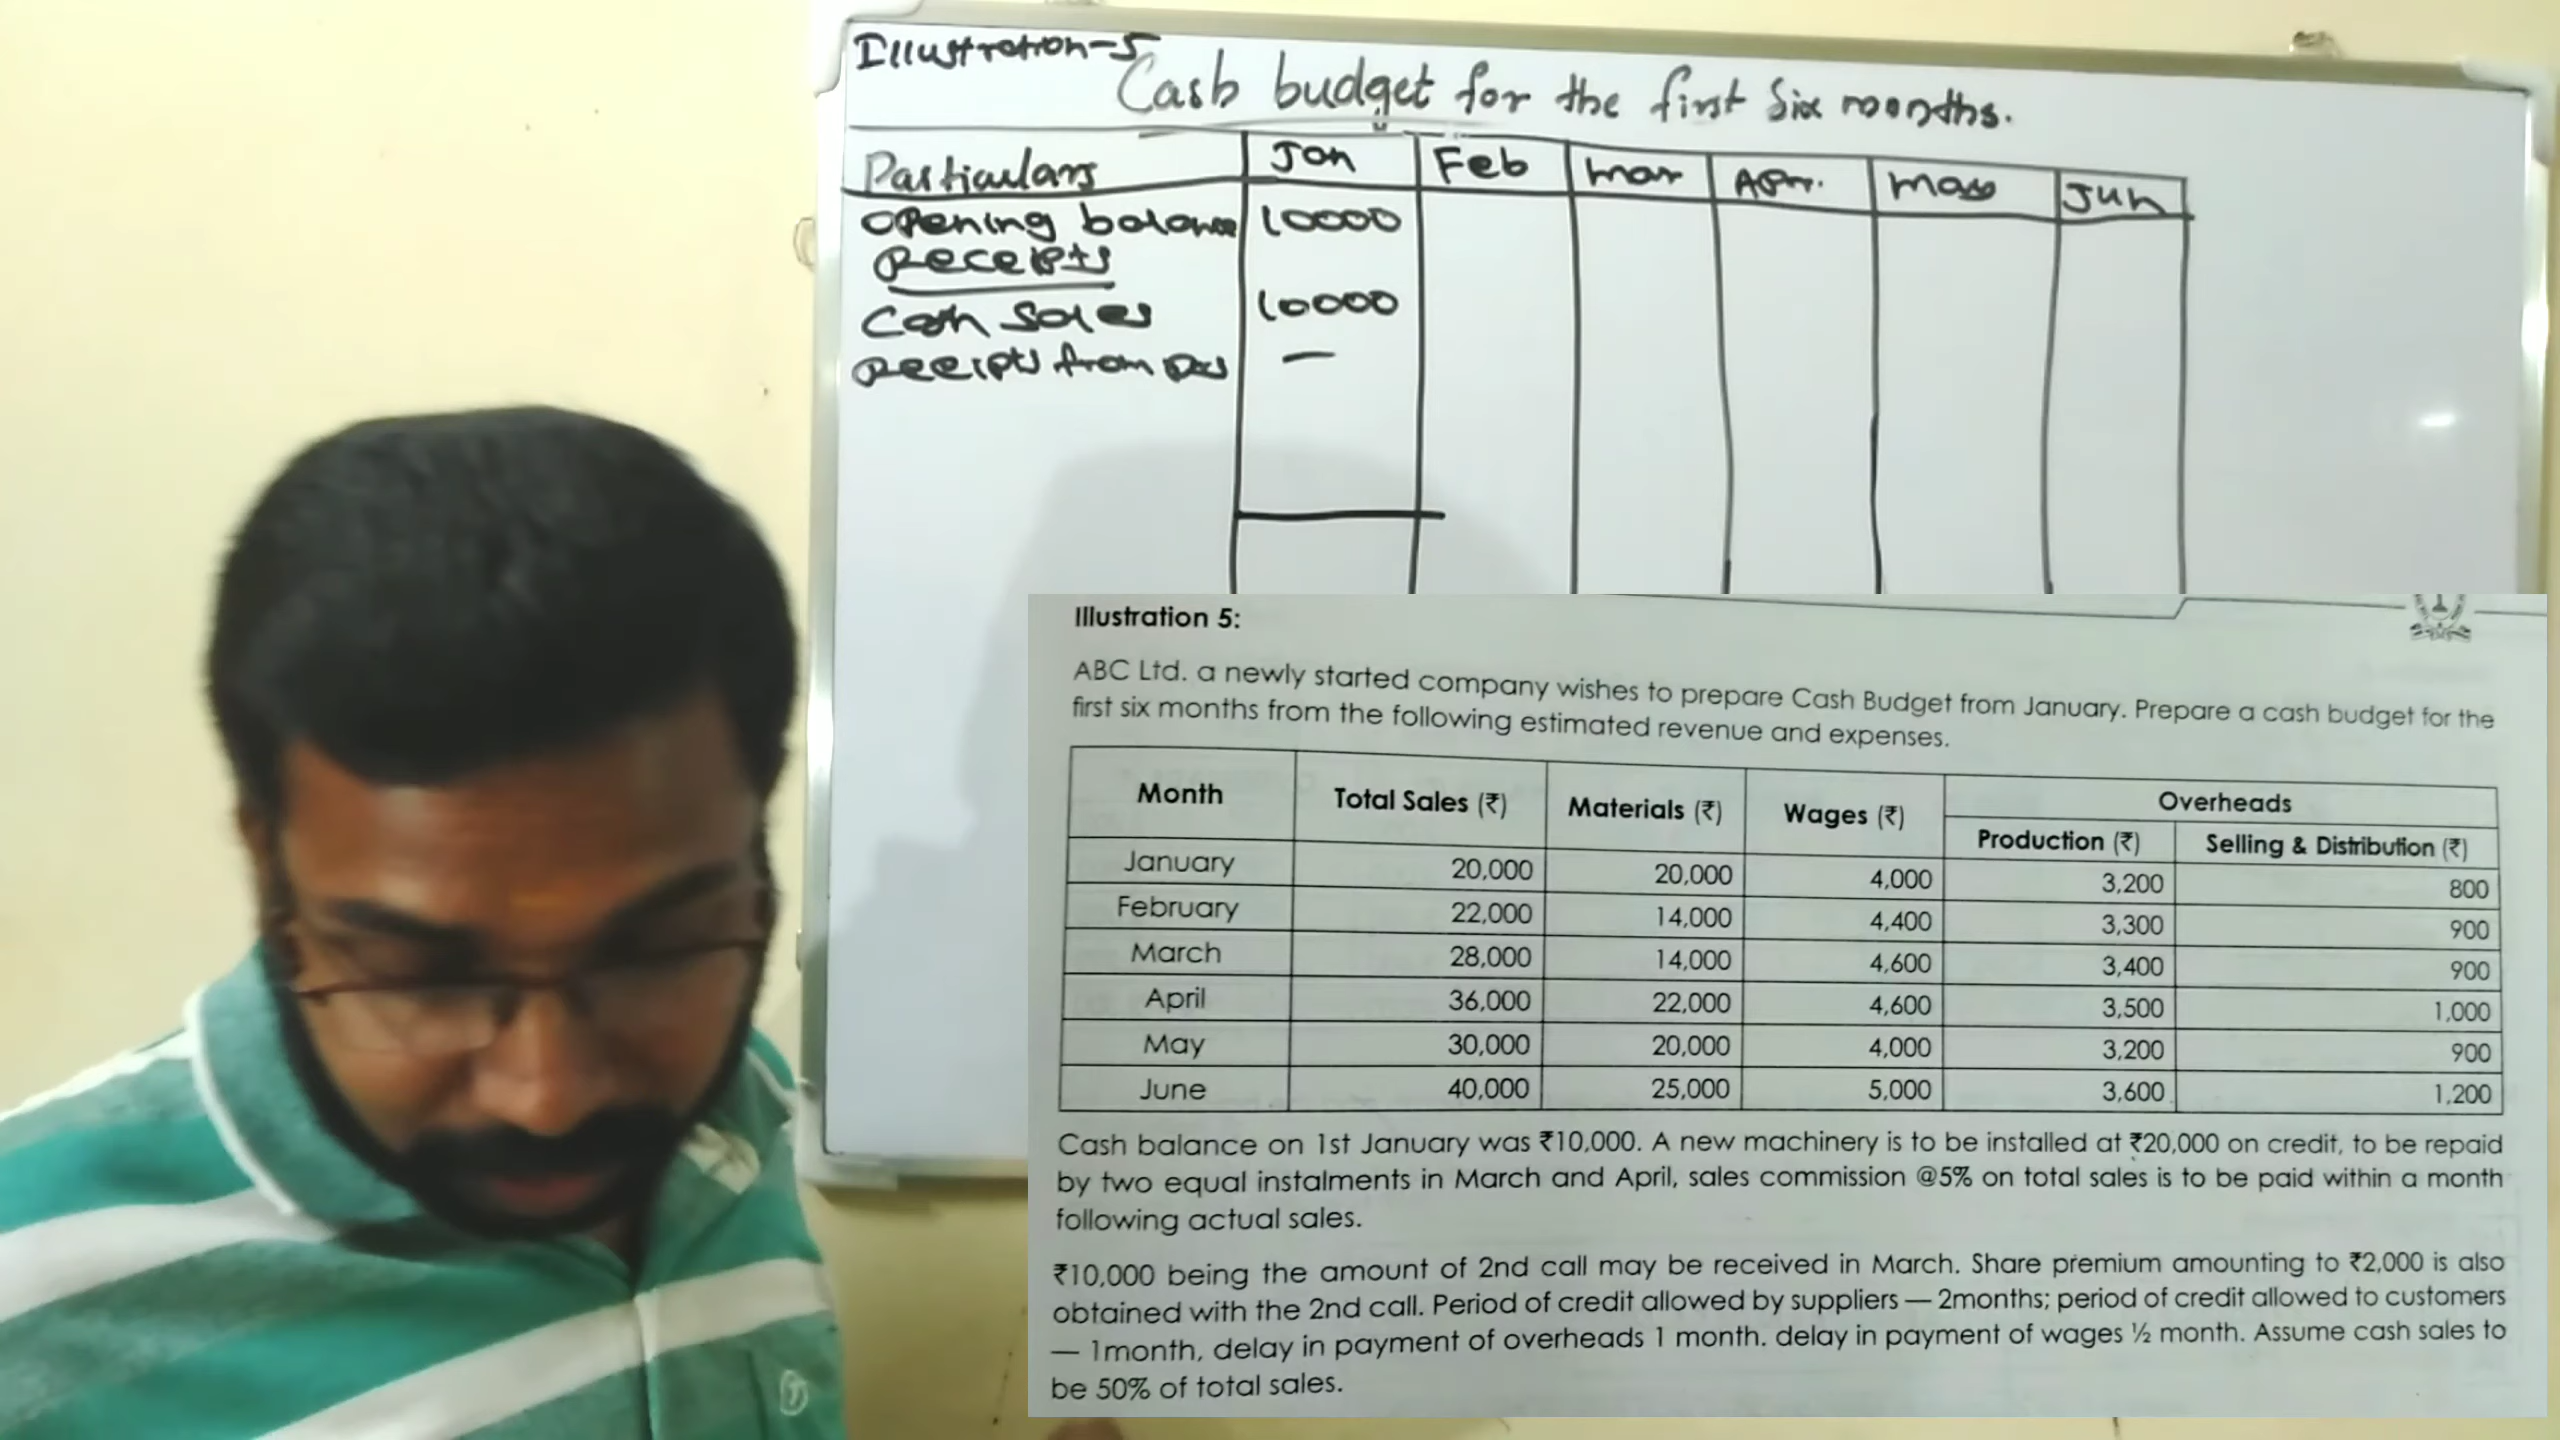 Illustration-5
Cash budget for the first six months.
Particulars Jan Feb Mar Apr. May Jun
Opening balance 10000
Receipts
Cash Sales 10000
Receipts from Drs —
Illustration 5:
ABC Ltd. a newly started company wishes to prepare Cash Budget from January. Prepare a cash budget for the
first six months from the following estimated revenue and expenses.
Month Total Sales (₹) Materials (₹) Wages (₹) Overheads
Production (₹) Selling & Distribution (₹)
January 20,000 20,000 4,000 3,200 800
February 22,000 14,000 4,400 3,300 900
March 28,000 14,000 4,600 3,400 900
April 36,000 22,000 4,600 3,500 1,000
May 30,000 20,000 4,000 3,200 900
June 40,000 25,000 5,000 3,600 1,200
Cash balance on 1st January was ₹10,000. A new machinery is to be installed at ₹20,000 on credit, to be repaid
by two equal instalments in March and April, sales commission @5% on total sales is to be paid within a month
following actual sales.
₹10,000 being the amount of 2nd call may be received in March. Share premium amounting to ₹2,000 is also
obtained with the 2nd call. Period of credit allowed by suppliers — 2months; period of credit allowed to customers
— 1month, delay in payment of overheads 1 month. delay in payment of wages ½ month. Assume cash sales to
be 50% of total sales.